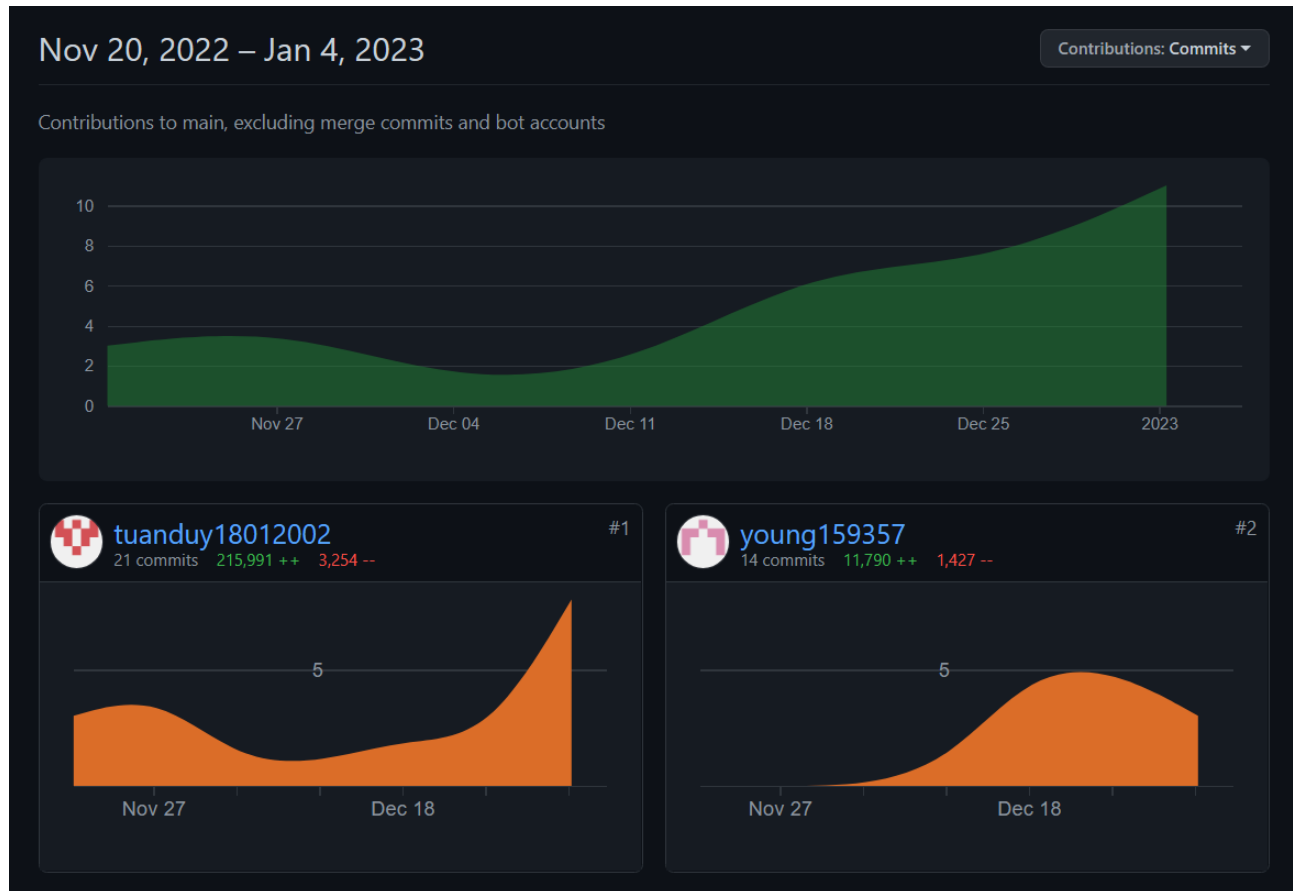 Nov 20, 2022 – Jan 4, 2023
Contributions: Commits
Contributions to main, excluding merge commits and bot accounts
10
8
6
4
2
0
Nov 27 Dec 04 Dec 11 Dec 18 Dec 25 2023
tuanduy18012002 #1
21 commits 215,991 ++ 3,254 --
5
Nov 27 Dec 18
young159357 #2
14 commits 11,790 ++ 1,427 --
5
Nov 27 Dec 18